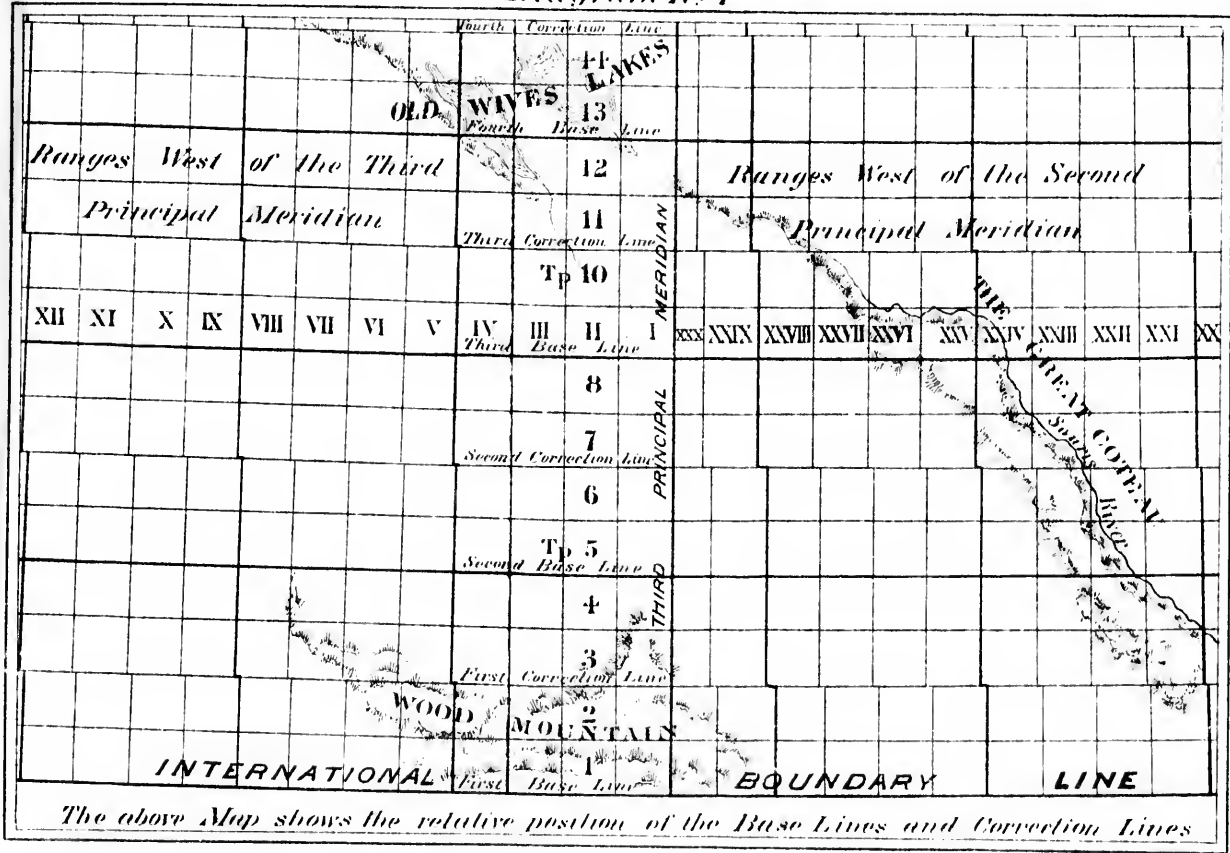 Fourth Correction Line
14
OLD WIVES LAKES
13
Fourth Base Line
Ranges West of the Third
12
Ranges West of the Second
Principal Meridian
11
Principal Meridian
Third Correction Line
Tp 10
XII XI X IX VIII VII VI V IV III II I XXX XXIX XXVIII XXVII XXVI XXV XXIV XXIII XXII XXI XX
Third Base Line
8
7
Second Correction Line
6
Tp 5
Second Base Line
4
3
First Correction Line
2
WOOD MOUNTAIN
1
First Base Line
THIRD PRINCIPAL MERIDIAN
THE GREAT COTEAU
Souris River
INTERNATIONAL BOUNDARY LINE
The above Map shows the relative position of the Base Lines and Correction Lines